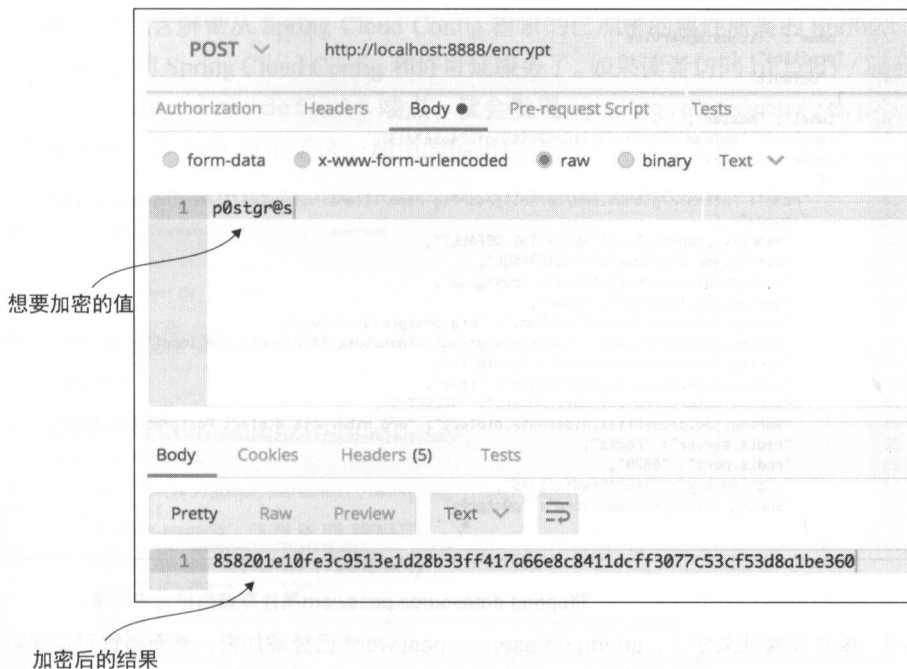 POST
http://localhost:8888/encrypt
Authorization Headers Body Pre-request Script Tests
form-data x-www-form-urlencoded raw binary Text
1 p0stgr@s
想要加密的值
Body Cookies Headers (5) Tests
Pretty Raw Preview Text
1 858201e10fe3c9513e1d28b33ff417a66e8c8411dcff3077c53cf53d8a1be360
加密后的结果